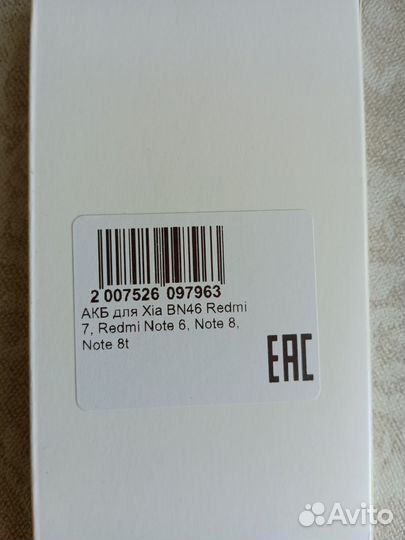 2 007526 097963
АКБ для Xia BN46 Redmi
7, Redmi Note 6, Note 8,
Note 8t
EAC
Avito